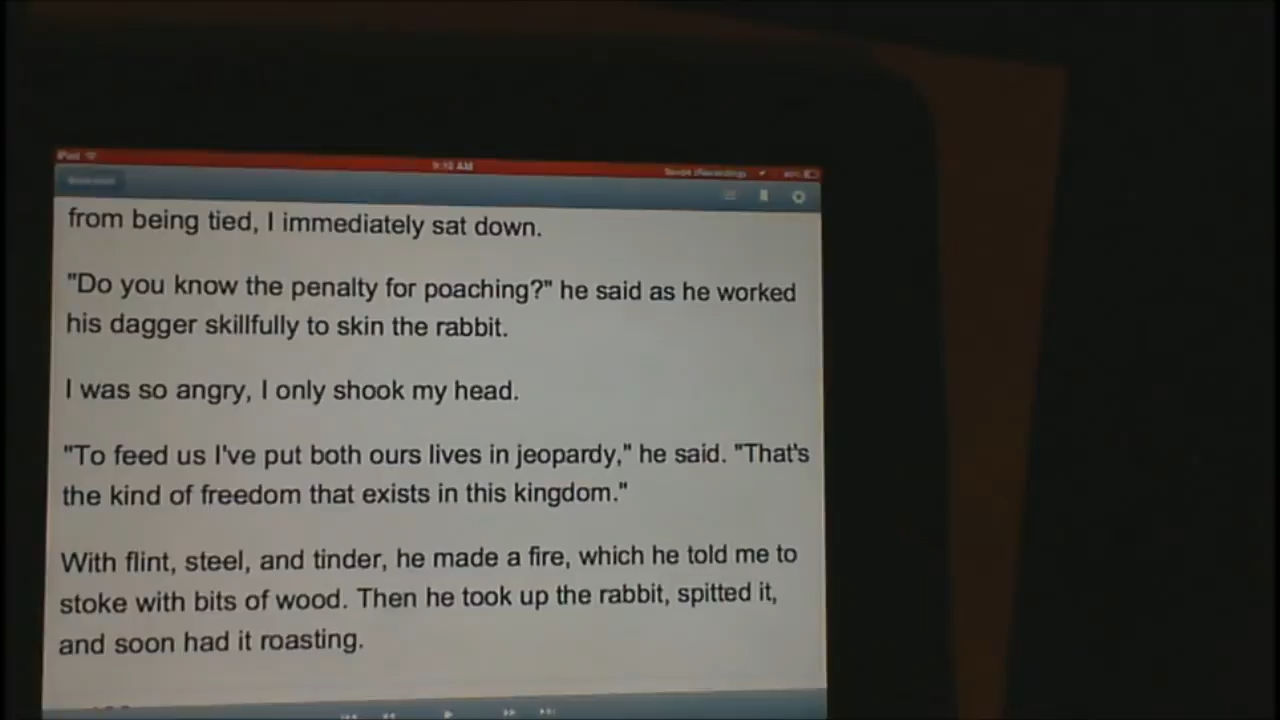 iPad
9:10 AM
from being tied, I immediately sat down.
"Do you know the penalty for poaching?" he said as he worked
his dagger skillfully to skin the rabbit.
I was so angry, I only shook my head.
"To feed us I've put both ours lives in jeopardy," he said. "That's
the kind of freedom that exists in this kingdom."
With flint, steel, and tinder, he made a fire, which he told me to
stoke with bits of wood. Then he took up the rabbit, spitted it,
and soon had it roasting.